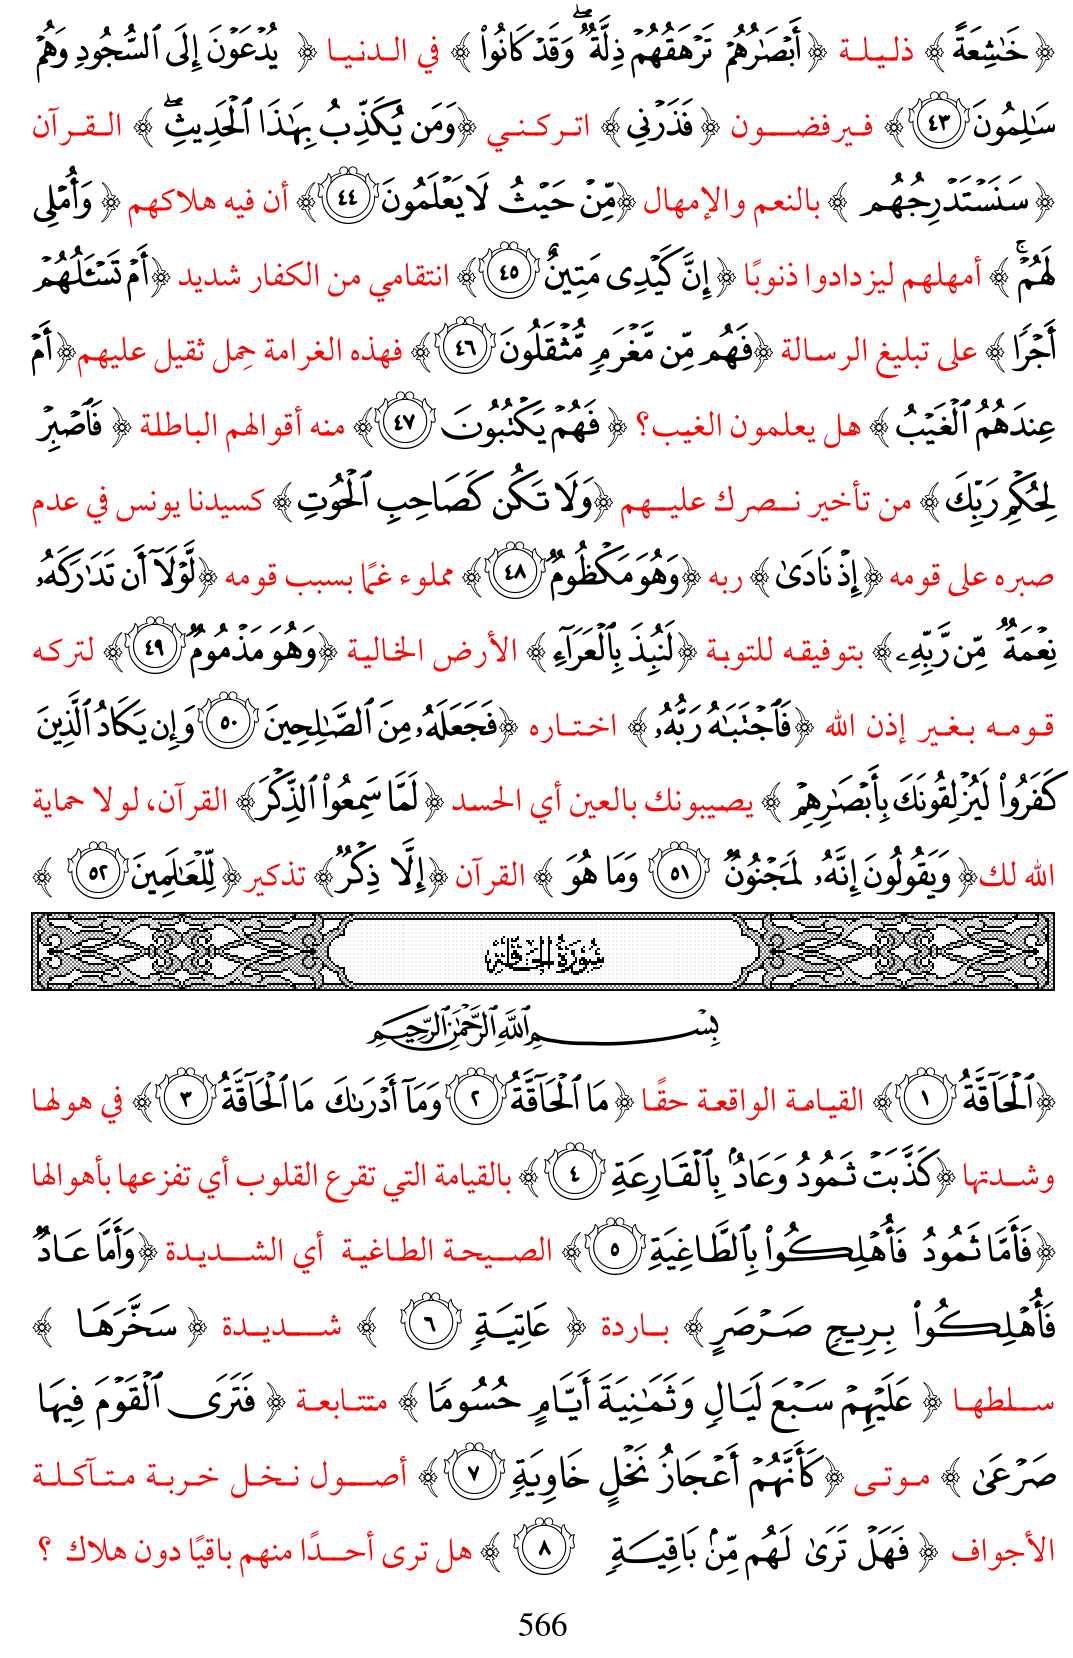 ﴿ خَٰشِعَةً ﴾ ذليلة ﴿ أَبْصَٰرُهُمْ تَرْهَقُهُمْ ذِلَّةٌۖ وَقَدْ كَانُوا۟ ﴾ في الدنيا ﴿ يُدْعَوْنَ إِلَى ٱلسُّجُودِ وَهُمْ
سَٰلِمُونَ ٤٣ ﴾ فيرفضون ﴿ فَذَرْنِى ﴾ اتركني ﴿ وَمَن يُكَذِّبُ بِهَٰذَا ٱلْحَدِيثِۖ ﴾ القرآن
﴿ سَنَسْتَدْرِجُهُم ﴾ بالنعم والإمهال ﴿ مِّنْ حَيْثُ لَا يَعْلَمُونَ ٤٤ ﴾ أن فيه هلاكهم ﴿ وَأُمْلِى
لَهُمْۚ ﴾ أمهلهم ليزدادوا ذنوبًا ﴿ إِنَّ كَيْدِى مَتِينٌ ٤٥ ﴾ انتقامي من الكفار شديد ﴿ أَمْ تَسْـَٔلُهُمْ
أَجْرًا ﴾ على تبليغ الرسالة ﴿ فَهُم مِّن مَّغْرَمٍ مُّثْقَلُونَ ٤٦ ﴾ فهذه الغرامة حِمل ثقيل عليهم ﴿ أَمْ
عِندَهُمُ ٱلْغَيْبُ ﴾ هل يعلمون الغيب؟ ﴿ فَهُمْ يَكْتُبُونَ ٤٧ ﴾ منه أقوالهم الباطلة ﴿ فَٱصْبِرْ
لِحُكْمِ رَبِّكَ ﴾ من تأخير نصرك عليهم ﴿ وَلَا تَكُن كَصَاحِبِ ٱلْحُوتِ ﴾ كسيدنا يونس في عدم
صبره على قومه ﴿ إِذْ نَادَىٰ ﴾ ربه ﴿ وَهُوَ مَكْظُومٌ ٤٨ ﴾ مملوء غمًا بسبب قومه ﴿ لَّوْلَآ أَن تَدَٰرَكَهُۥ
نِعْمَةٌ مِّن رَّبِّهِۦ ﴾ بتوفيقه للتوبة ﴿ لَنُبِذَ بِٱلْعَرَآءِ ﴾ الأرض الخالية ﴿ وَهُوَ مَذْمُومٌ ٤٩ ﴾ لتركه
قومه بغير إذن الله ﴿ فَٱجْتَبَٰهُ رَبُّهُۥ ﴾ اختاره ﴿ فَجَعَلَهُۥ مِنَ ٱلصَّٰلِحِينَ ٥٠ وَإِن يَكَادُ ٱلَّذِينَ
كَفَرُوا۟ لَيُزْلِقُونَكَ بِأَبْصَٰرِهِمْ ﴾ يصيبونك بالعين أي الحسد ﴿ لَمَّا سَمِعُوا۟ ٱلذِّكْرَ ﴾ القرآن، لولا حماية
الله لك ﴿ وَيَقُولُونَ إِنَّهُۥ لَمَجْنُونٌ ٥١ وَمَا هُوَ ﴾ القرآن ﴿ إِلَّا ذِكْرٌ ﴾ تذكير ﴿ لِّلْعَٰلَمِينَ ٥٢ ﴾
سُورَةُ الحَاقَّةِ
بِسْمِ ٱللَّهِ ٱلرَّحْمَٰنِ ٱلرَّحِيمِ
﴿ ٱلْحَآقَّةُ ١ ﴾ القيامة الواقعة حقًا ﴿ مَا ٱلْحَآقَّةُ ٢ وَمَآ أَدْرَىٰكَ مَا ٱلْحَآقَّةُ ٣ ﴾ في هولها
وشدتها ﴿ كَذَّبَتْ ثَمُودُ وَعَادٌۢ بِٱلْقَارِعَةِ ٤ ﴾ بالقيامة التي تقرع القلوب أي تفزعها بأهوالها
﴿ فَأَمَّا ثَمُودُ فَأُهْلِكُوا۟ بِٱلطَّاغِيَةِ ٥ ﴾ الصيحة الطاغية أي الشديدة ﴿ وَأَمَّا عَادٌ
فَأُهْلِكُوا۟ بِرِيحٍ صَرْصَرٍ ﴾ باردة ﴿ عَاتِيَةٍ ٦ ﴾ شديدة ﴿ سَخَّرَهَا ﴾
سلطها ﴿ عَلَيْهِمْ سَبْعَ لَيَالٍ وَثَمَٰنِيَةَ أَيَّامٍ حُسُومًا ﴾ متتابعة ﴿ فَتَرَى ٱلْقَوْمَ فِيهَا
صَرْعَىٰ ﴾ موتى ﴿ كَأَنَّهُمْ أَعْجَازُ نَخْلٍ خَاوِيَةٍ ٧ ﴾ أصول نخل خربة متآكلة
الأجواف ﴿ فَهَلْ تَرَىٰ لَهُم مِّنۢ بَاقِيَةٍ ٨ ﴾ هل ترى أحدًا منهم باقيًا دون هلاك ؟
566